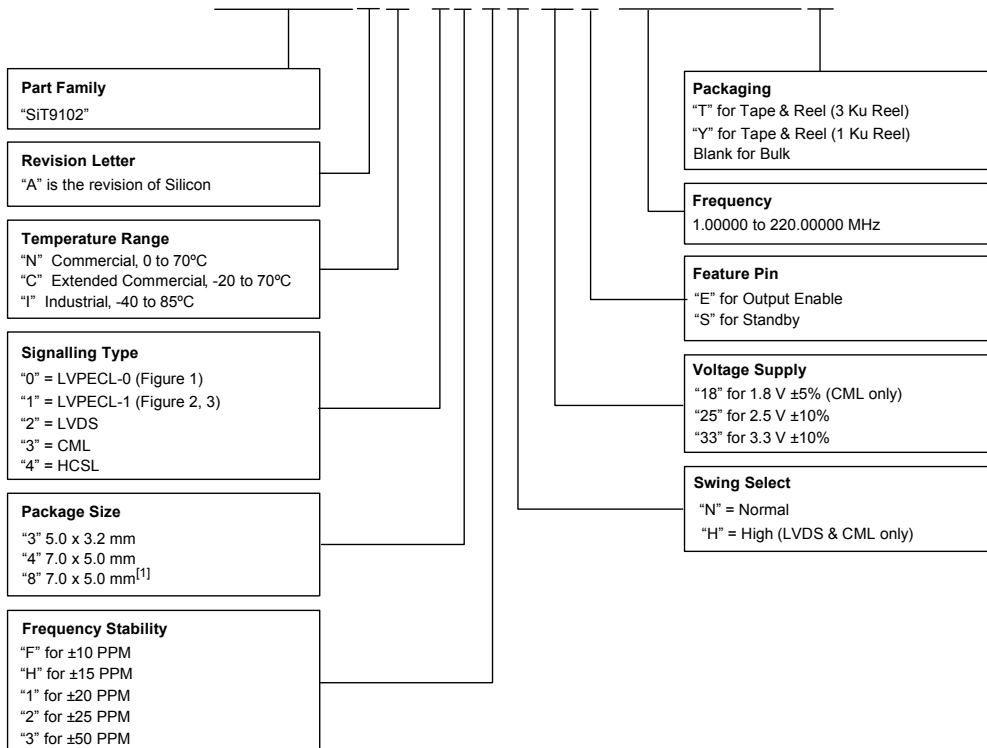 Part Family
“SiT9102”
Revision Letter
“A” is the revision of Silicon
Temperature Range
“N” Commercial, 0 to 70ºC
“C” Extended Commercial, -20 to 70ºC
“I” Industrial, -40 to 85ºC
Signalling Type
“0” = LVPECL-0 (Figure 1)
“1” = LVPECL-1 (Figure 2, 3)
“2” = LVDS
“3” = CML
“4” = HCSL
Package Size
“3” 5.0 x 3.2 mm
“4” 7.0 x 5.0 mm
“8” 7.0 x 5.0 mm[1]
Frequency Stability
“F” for ±10 PPM
“H” for ±15 PPM
“1” for ±20 PPM
“2” for ±25 PPM
“3” for ±50 PPM
Packaging
“T” for Tape & Reel (3 Ku Reel)
“Y” for Tape & Reel (1 Ku Reel)
Blank for Bulk
Frequency
1.00000 to 220.00000 MHz
Feature Pin
“E” for Output Enable
“S” for Standby
Voltage Supply
“18” for 1.8 V ±5% (CML only)
“25” for 2.5 V ±10%
“33” for 3.3 V ±10%
Swing Select
“N” = Normal
“H” = High (LVDS & CML only)